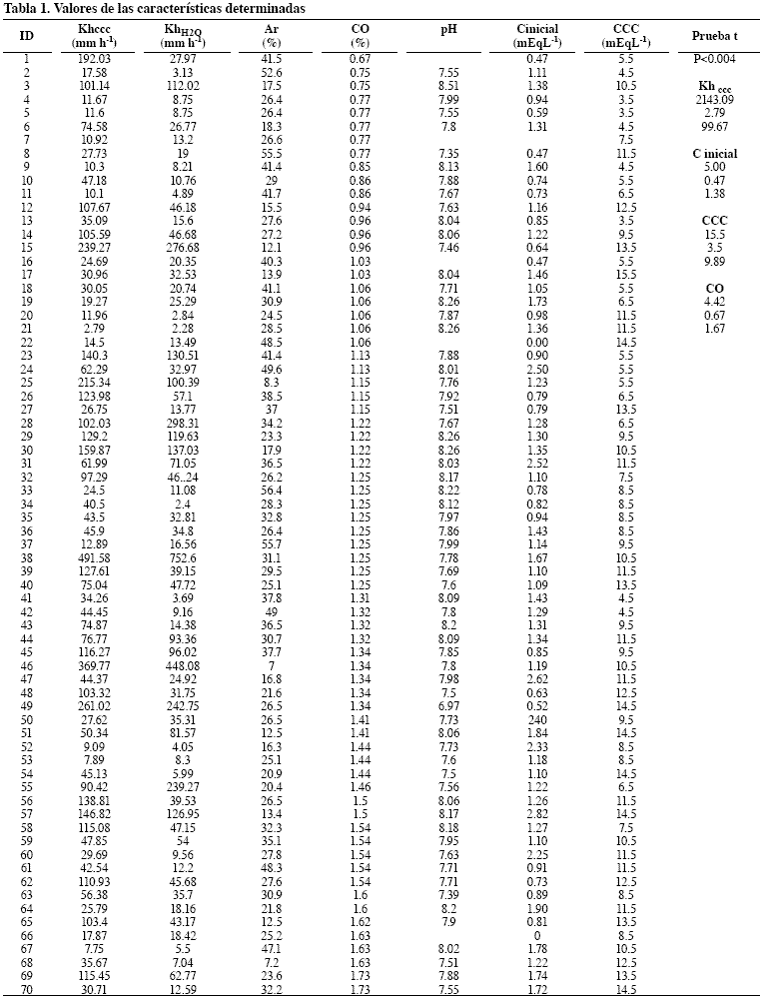 Tabla 1. Valores de las características determinadas
ID Khccc (mm h-1) KhH2O (mm h-1) Ar (%) CO (%) pH Cinicial (mEqL-1) CCC (mEqL-1) Prueba t
1 192.03 27.97 41.5 0.67 0.47 5.5 P<0.004
2 17.58 3.13 52.6 0.75 7.55 1.11 4.5
3 101.14 112.02 17.5 0.75 8.51 1.38 10.5 Kh ccc
4 11.67 8.75 26.4 0.77 7.99 0.94 3.5 2143.09
5 11.6 8.75 26.4 0.77 7.55 0.59 3.5 2.79
6 74.58 26.77 18.3 0.77 7.8 1.31 4.5 99.67
7 10.92 13.2 26.6 0.77 7.5
8 27.73 19 55.5 0.77 7.35 0.47 11.5 C inicial
9 10.3 8.21 41.4 0.85 8.13 1.60 4.5 5.00
10 47.18 10.76 29 0.86 7.88 0.74 5.5 0.47
11 10.1 4.89 41.7 0.86 7.67 0.73 6.5 1.38
12 107.67 46.18 15.5 0.94 7.63 1.16 12.5
13 35.09 15.6 27.6 0.96 8.04 0.85 3.5 CCC
14 105.59 46.68 27.2 0.96 8.06 1.22 9.5 15.5
15 239.27 276.68 12.1 0.96 7.46 0.64 13.5 3.5
16 24.69 20.35 40.3 1.03 0.47 5.5 9.89
17 30.96 32.53 13.9 1.03 8.04 1.46 15.5
18 30.05 20.74 41.1 1.06 7.71 1.05 5.5 CO
19 19.27 25.29 30.9 1.06 8.26 1.73 6.5 4.42
20 11.96 2.84 24.5 1.06 7.87 0.98 11.5 0.67
21 2.79 2.28 28.5 1.06 8.26 1.36 11.5 1.67
22 14.5 13.49 48.5 1.06 0.00 14.5
23 140.3 130.51 41.4 1.13 7.88 0.90 5.5
24 62.29 32.97 49.6 1.13 8.01 2.50 5.5
25 215.34 100.39 8.3 1.15 7.76 1.23 5.5
26 123.98 57.1 38.5 1.15 7.92 0.79 6.5
27 26.75 13.77 37 1.15 7.51 0.79 13.5
28 102.03 298.31 34.2 1.22 7.67 1.28 6.5
29 129.2 119.63 23.3 1.22 8.26 1.30 9.5
30 159.87 137.03 17.9 1.22 8.26 1.35 10.5
31 61.99 71.05 36.5 1.22 8.03 2.52 11.5
32 97.29 46..24 26.2 1.25 8.17 1.10 7.5
33 24.5 11.08 56.4 1.25 8.22 0.78 8.5
34 40.5 2.4 28.3 1.25 8.12 0.82 8.5
35 43.5 32.81 32.8 1.25 7.97 0.94 8.5
36 45.9 34.8 26.4 1.25 7.86 1.43 8.5
37 12.89 16.56 55.7 1.25 7.99 1.14 9.5
38 491.58 752.6 31.1 1.25 7.78 1.67 10.5
39 127.61 39.15 29.5 1.25 7.69 1.10 11.5
40 75.04 47.72 25.1 1.25 7.6 1.09 13.5
41 34.26 3.69 37.8 1.31 8.09 1.43 4.5
42 44.45 9.16 49 1.32 7.8 1.29 4.5
43 74.87 14.38 36.5 1.32 8.2 1.31 9.5
44 76.77 93.36 30.7 1.32 8.09 1.34 11.5
45 116.27 96.02 37.7 1.34 7.85 0.85 9.5
46 369.77 448.08 7 1.34 7.8 1.19 10.5
47 44.37 24.92 16.8 1.34 7.98 2.62 11.5
48 103.32 31.75 21.6 1.34 7.5 0.63 12.5
49 261.02 242.75 26.5 1.34 6.97 0.52 14.5
50 27.62 35.31 26.5 1.41 7.73 240 9.5
51 50.34 81.57 12.5 1.41 8.06 1.84 14.5
52 9.09 4.05 16.3 1.44 7.73 2.33 8.5
53 7.89 8.3 25.1 1.44 7.6 1.18 8.5
54 45.13 5.99 20.9 1.44 7.5 1.10 14.5
55 90.42 239.27 20.4 1.46 7.56 1.22 6.5
56 138.81 39.53 26.5 1.5 8.06 1.26 11.5
57 146.82 126.95 13.4 1.5 8.17 2.82 14.5
58 115.08 47.15 32.3 1.54 8.18 1.27 7.5
59 47.85 54 35.1 1.54 7.95 1.10 10.5
60 29.69 9.56 27.8 1.54 7.63 2.25 11.5
61 42.54 12.2 48.3 1.54 7.71 0.91 11.5
62 110.93 45.68 27.6 1.54 7.71 0.73 12.5
63 56.38 35.7 30.9 1.6 7.39 0.89 8.5
64 25.79 18.16 21.8 1.6 8.2 1.90 11.5
65 103.4 43.17 12.5 1.62 7.9 0.81 13.5
66 17.87 18.42 25.2 1.63 0 8.5
67 7.75 5.5 47.1 1.63 8.02 1.78 10.5
68 35.67 7.04 7.2 1.63 7.51 1.22 12.5
69 115.45 62.77 23.6 1.73 7.88 1.74 13.5
70 30.71 12.59 32.2 1.73 7.55 1.72 14.5